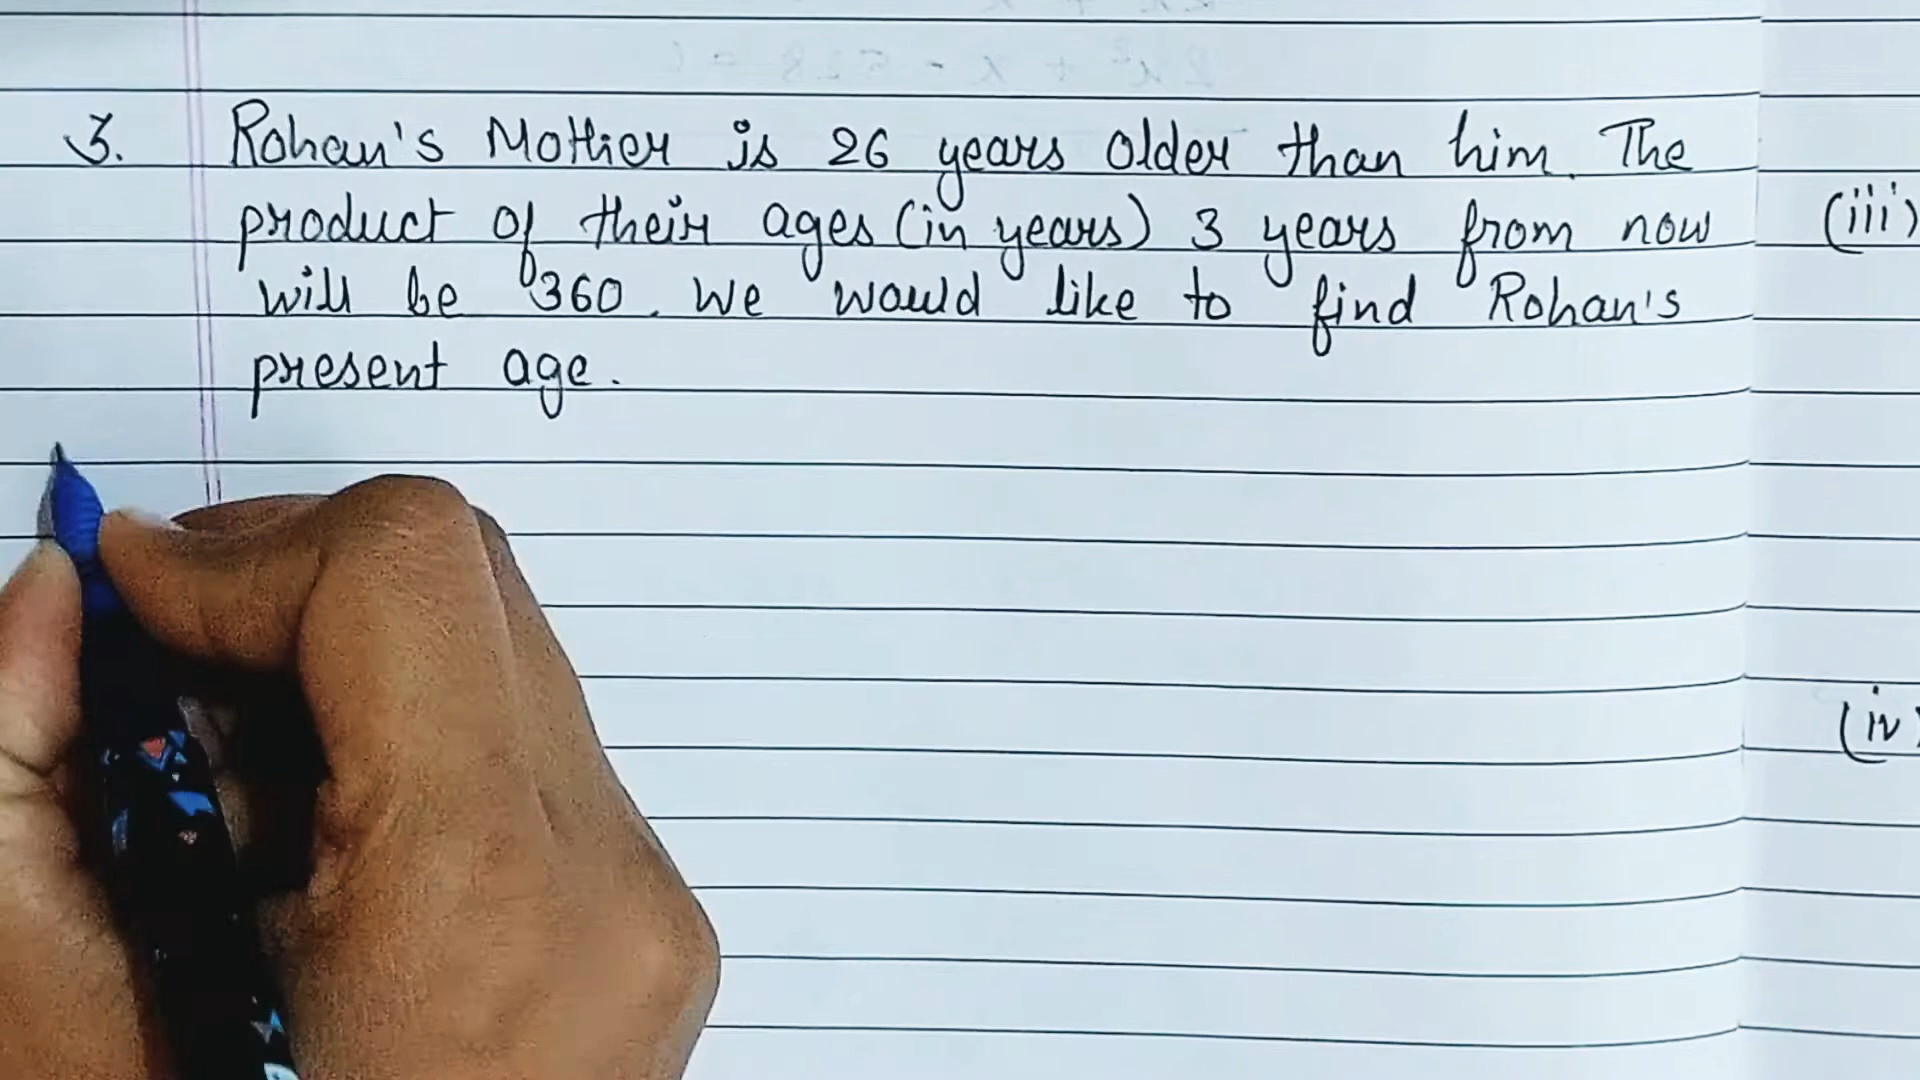 3. Rohan's Mother is 26 years older than him. The
product of their ages (in years) 3 years from now
will be 360. We would like to find Rohan's
present age.
(iii)
(iv)